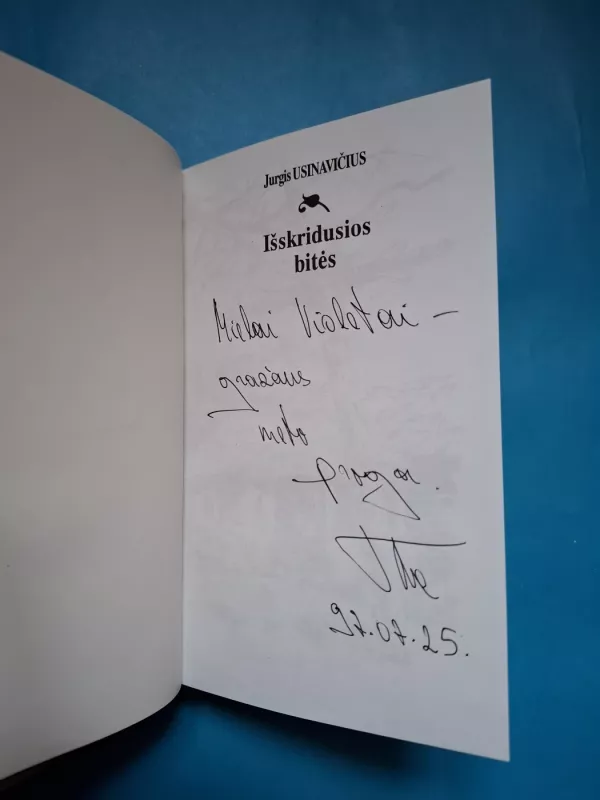 Jurgis USINAVIČIUS
Išskridusios
bitės
Mielai Violetai –
gražaus
meto
proga.
97.07.25.